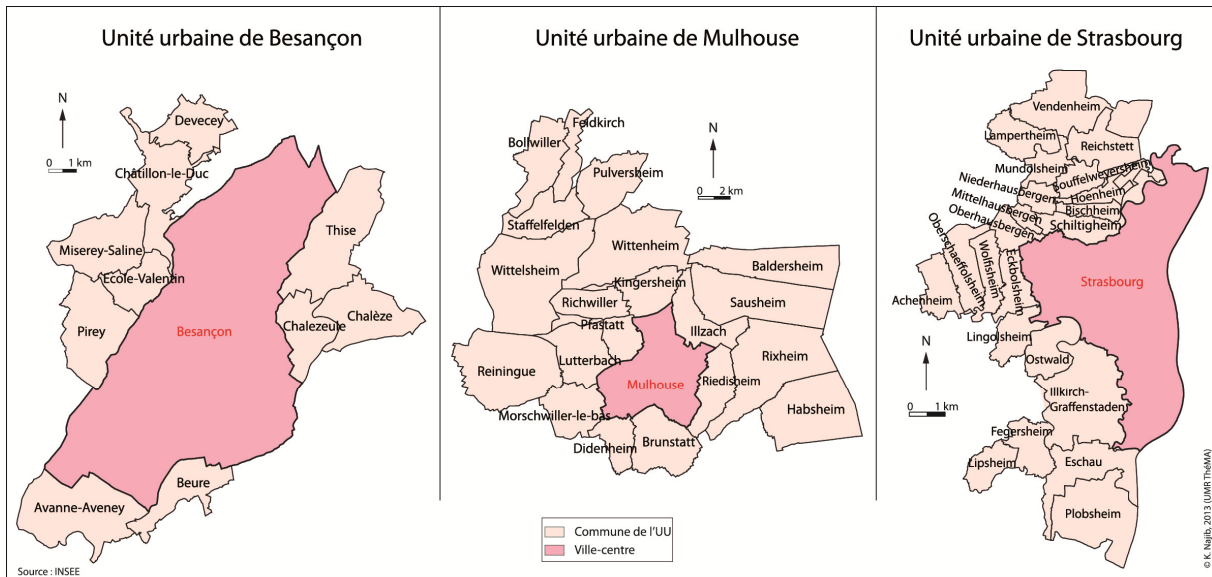 Unité urbaine de Besançon
N
0 1 km
Devecey
Châtillon-le-Duc
Miserey-Saline
Ecole-Valentin
Pirey
Thise
Chalèze
Chalezeule
Besançon
Beure
Avanne-Aveney
Source : INSEE
Unité urbaine de Mulhouse
N
0 2 km
Feldkirch
Bollwiller
Pulversheim
Staffelfelden
Wittenheim
Wittelsheim
Baldersheim
Kingersheim
Richwiller
Sausheim
Pfastatt
Illzach
Lutterbach
Rixheim
Reiningue
Mulhouse
Riedisheim
Morschwiller-le-bas
Habsheim
Didenheim
Brunstatt
Commune de l'UU
Ville-centre
Unité urbaine de Strasbourg
Vendenheim
Lampertheim
Reichstett
Mundolsheim
Bouffelweyersheim
Niederhausbergen
Hoenheim
Mittelhausbergen
Bischheim
Oberhausbergen
Schiltigheim
Oberschaeffolsheim
Wolfisheim
Eckbolsheim
Achenheim
Strasbourg
Lingolsheim
Ostwald
N
0 1 km
Illkirch-
Graffenstaden
Fegersheim
Lipsheim
Eschau
Plobsheim
© K. Najib, 2013 (UMR ThéMA)